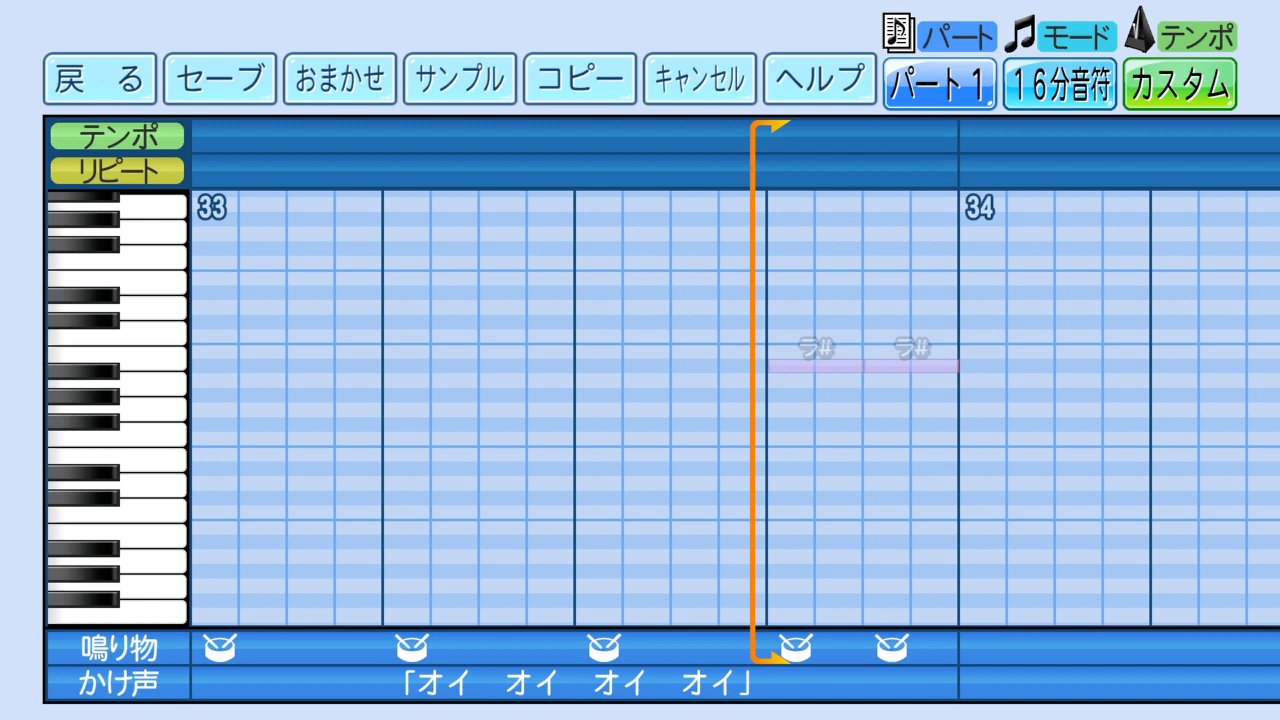 パート モード テンポ
戻る セーブ おまかせ サンプル コピー キャンセル ヘルプ パート1 16分音符 カスタム
テンポ
リピート
33 34
ラ# ラ#
鳴り物
かけ声 「オイ オイ オイ オイ」